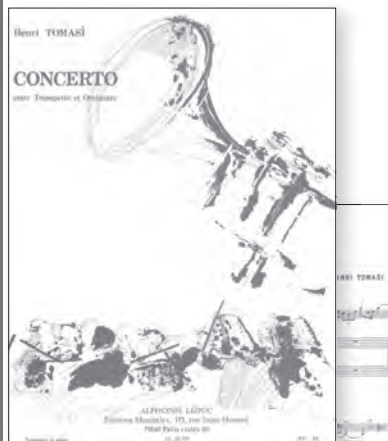 Henri TOMASI
CONCERTO
pour Trompette et Orchestre
HENRI TOMASI
ALPHONSE LEDUC
Éditions Musicales, 175, rue Saint-Honoré
75040 Paris cedex 01